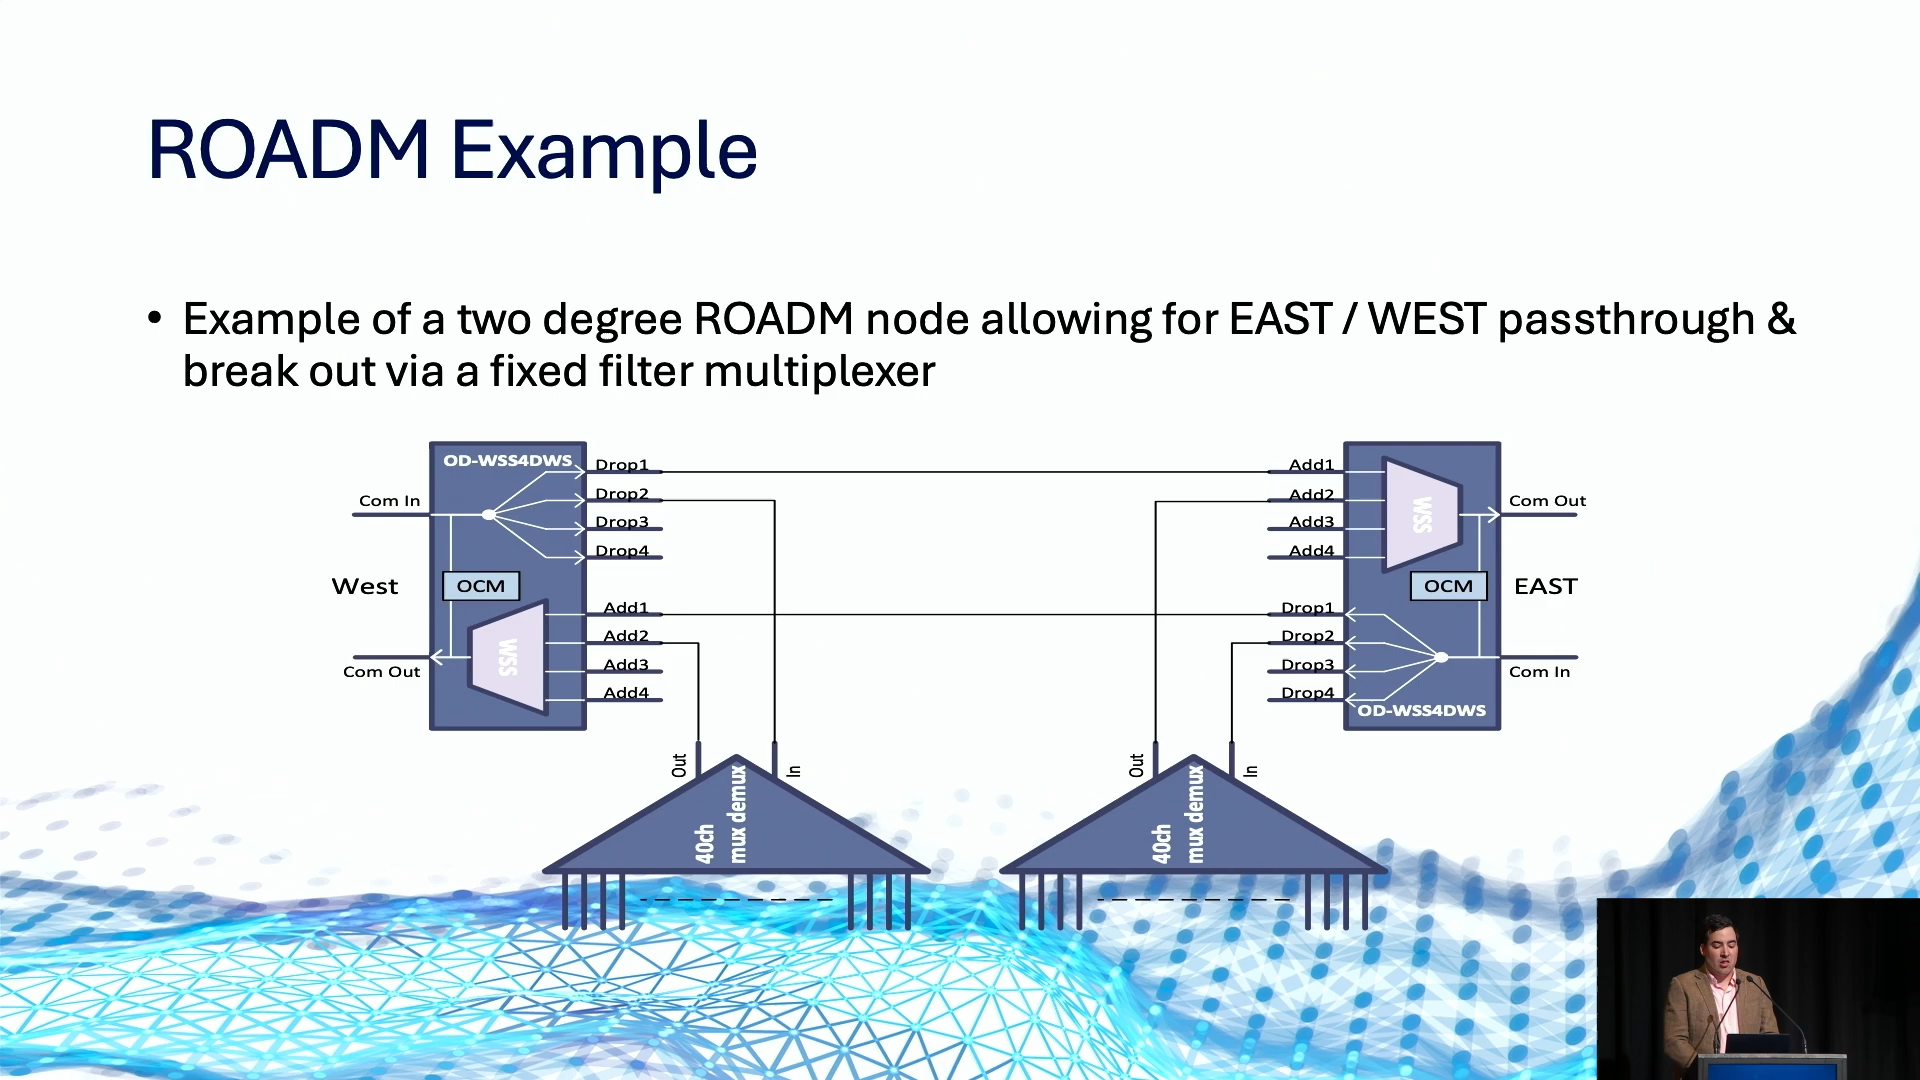 ROADM Example
• Example of a two degree ROADM node allowing for EAST / WEST passthrough &
break out via a fixed filter multiplexer
OD-WSS4DWS
Com In
Drop1
Drop2
Drop3
Drop4
West
OCM
WSS
Com Out
Add1
Add2
Add3
Add4
Add1
Add2
Add3
Add4
WSS
Com Out
OCM
EAST
Drop1
Drop2
Drop3
Drop4
Com In
OD-WSS4DWS
Out
In
40ch
mux demux
Out
In
40ch
mux demux